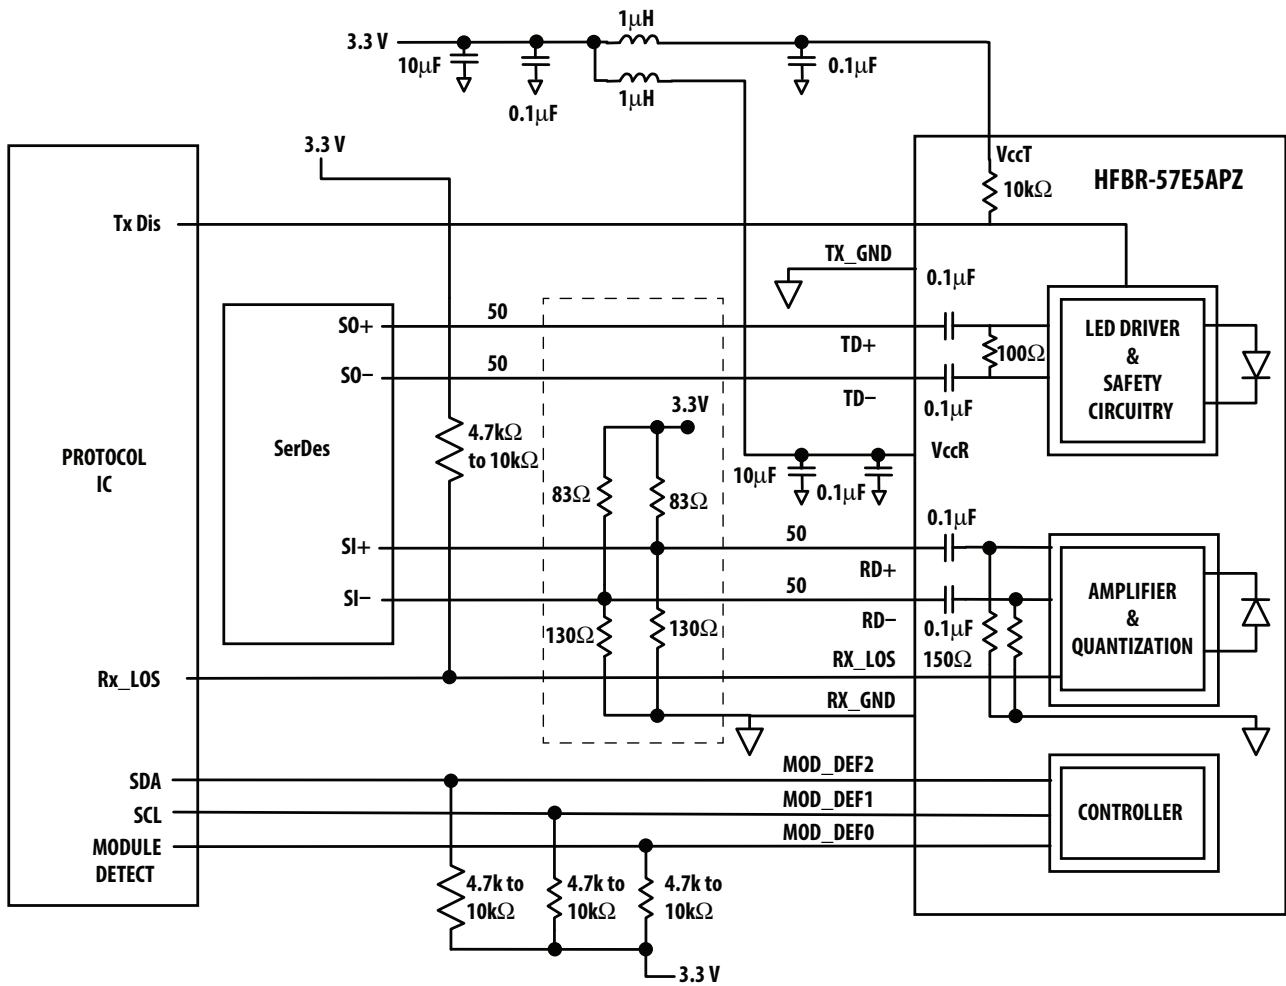 1μH
3.3 V
10μF
0.1μF
0.1μF
1μH
3.3 V
VccT
10kΩ
HFBR-57E5APZ
Tx Dis
TX_GND
0.1μF
SO+
50
TD+
LED DRIVER
&
SAFETY
CIRCUITRY
100Ω
SO−
50
TD−
0.1μF
3.3V
SerDes
4.7kΩ
to 10kΩ
PROTOCOL
IC
VccR
10μF
0.1μF
83Ω
83Ω
0.1μF
SI+
50
RD+
SI−
50
RD−
0.1μF
AMPLIFIER
&
QUANTIZATION
130Ω
130Ω
RX_LOS
150Ω
Rx_LOS
RX_GND
SDA
MOD_DEF2
SCL
MOD_DEF1
MODULE
DETECT
MOD_DEF0
CONTROLLER
4.7k to
10kΩ
4.7k to
10kΩ
4.7k to
10kΩ
3.3 V